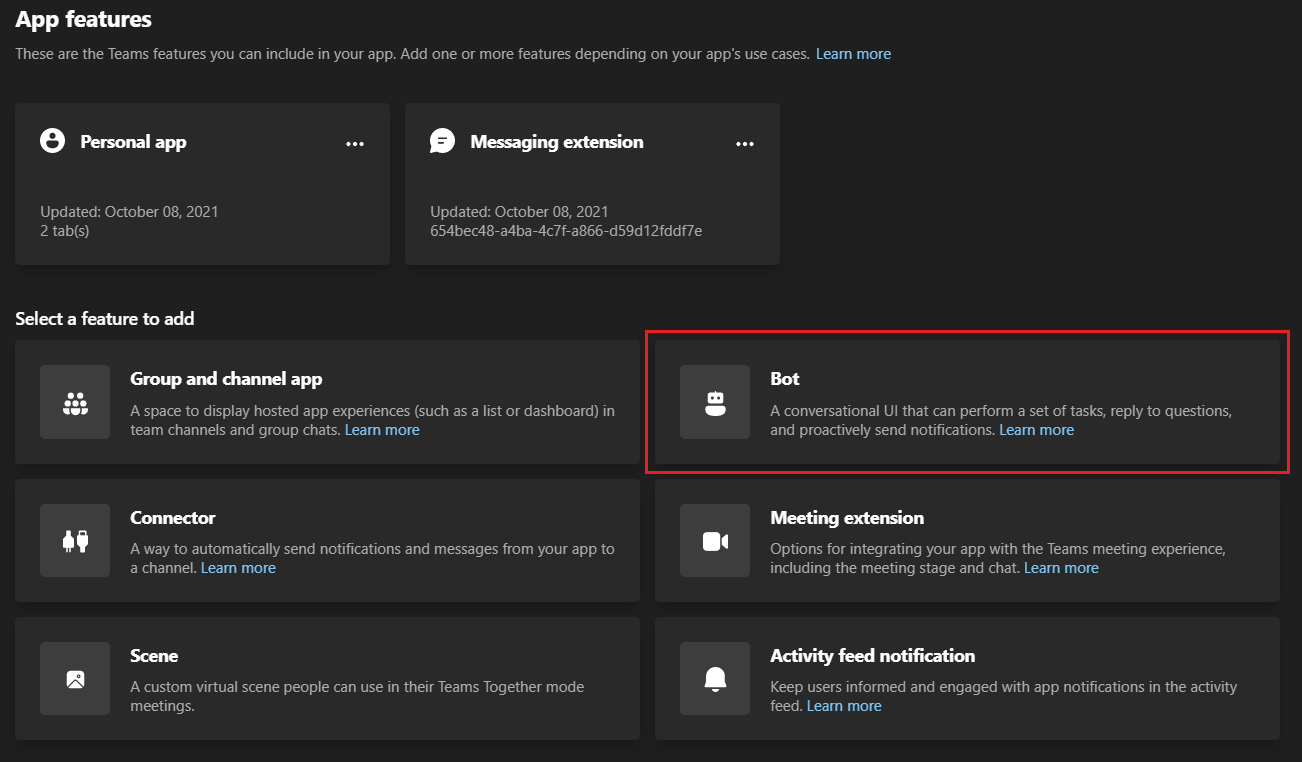 App features
These are the Teams features you can include in your app. Add one or more features depending on your app's use cases. Learn more
Personal app
Updated: October 08, 2021
2 tab(s)
Messaging extension
Updated: October 08, 2021
654bec48-a4ba-4c7f-a866-d59d12fddf7e
Select a feature to add
Group and channel app
A space to display hosted app experiences (such as a list or dashboard) in
team channels and group chats. Learn more
Bot
A conversational UI that can perform a set of tasks, reply to questions,
and proactively send notifications. Learn more
Connector
A way to automatically send notifications and messages from your app to
a channel. Learn more
Meeting extension
Options for integrating your app with the Teams meeting experience,
including the meeting stage and chat. Learn more
Scene
A custom virtual scene people can use in their Teams Together mode
meetings.
Activity feed notification
Keep users informed and engaged with app notifications in the activity
feed. Learn more